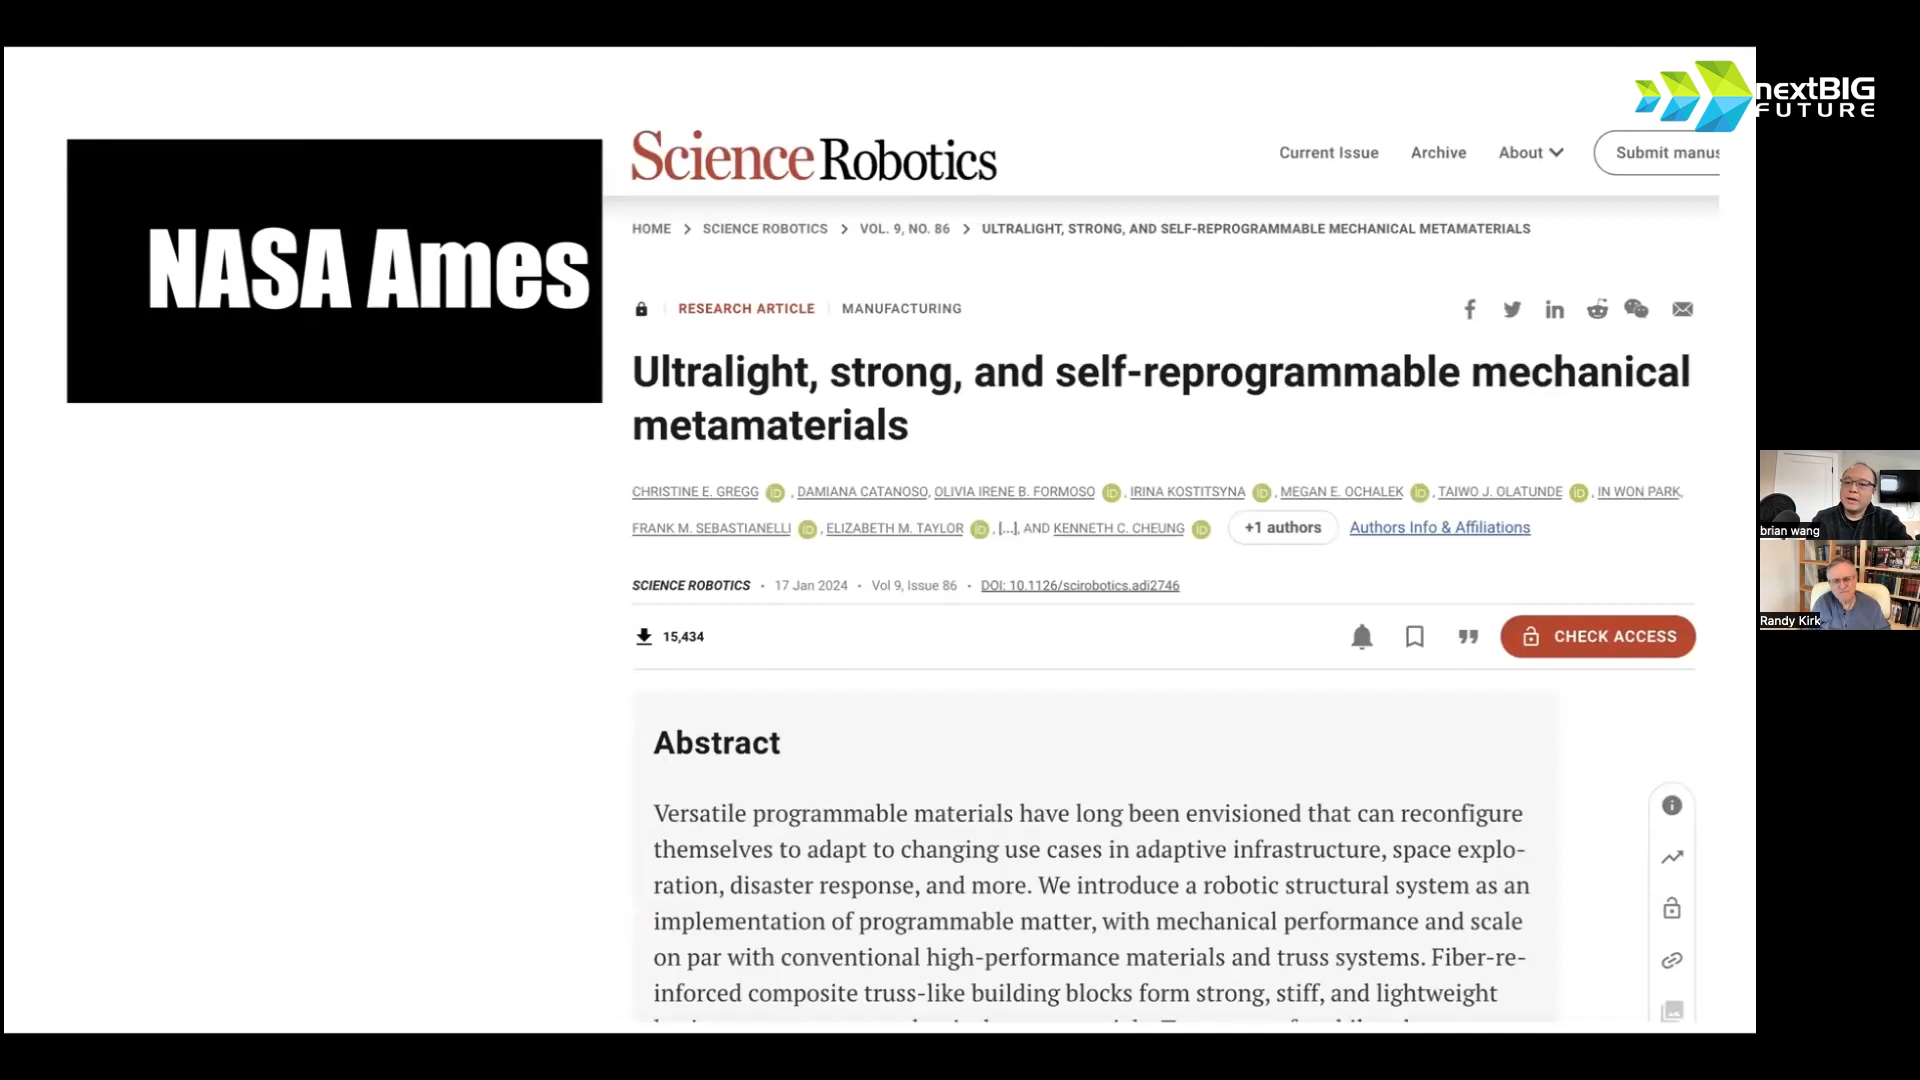 nextBIG
FUTURE
NASA Ames
Science Robotics
Current Issue Archive About Submit manus
HOME > SCIENCE ROBOTICS > VOL. 9, NO. 86 > ULTRALIGHT, STRONG, AND SELF-REPROGRAMMABLE MECHANICAL METAMATERIALS
RESEARCH ARTICLE MANUFACTURING
Ultralight, strong, and self-reprogrammable mechanical
metamaterials
CHRISTINE E. GREGG iD, DAMIANA CATANOSO, OLIVIA IRENE B. FORMOSO iD, IRINA KOSTITSYNA iD, MEGAN E. OCHALEK iD, TAIWO J. OLATUNDE iD, IN WON PARK,
FRANK M. SEBASTIANELLI iD, ELIZABETH M. TAYLOR iD, [...], AND KENNETH C. CHEUNG iD +1 authors Authors Info & Affiliations
SCIENCE ROBOTICS • 17 Jan 2024 • Vol 9, Issue 86 • DOI: 10.1126/scirobotics.adi2746
15,434 CHECK ACCESS
Abstract
Versatile programmable materials have long been envisioned that can reconfigure
themselves to adapt to changing use cases in adaptive infrastructure, space explo-
ration, disaster response, and more. We introduce a robotic structural system as an
implementation of programmable matter, with mechanical performance and scale
on par with conventional high-performance materials and truss systems. Fiber-re-
inforced composite truss-like building blocks form strong, stiff, and lightweight
brian wang
Randy Kirk